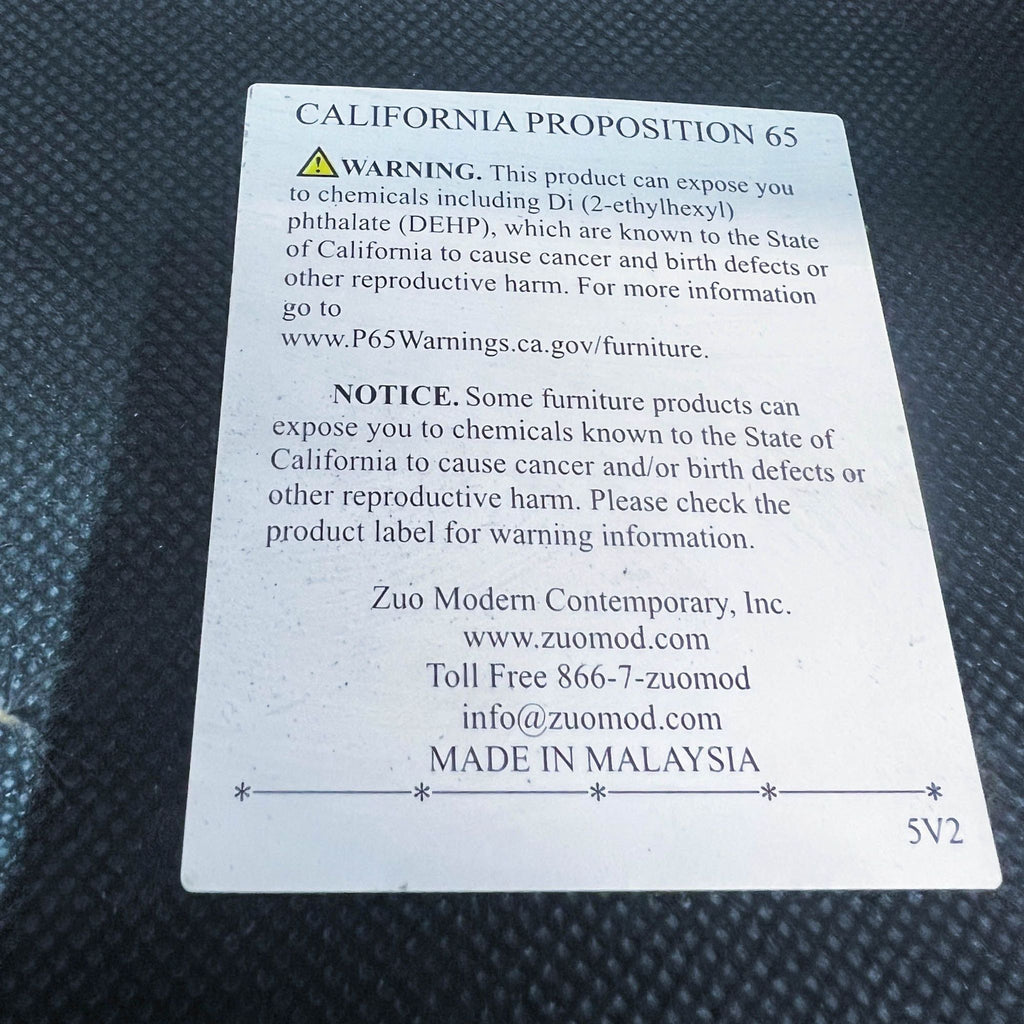 CALIFORNIA PROPOSITION 65
WARNING. This product can expose you
to chemicals including Di (2-ethylhexyl)
phthalate (DEHP), which are known to the State
of California to cause cancer and birth defects or
other reproductive harm. For more information
go to
www.P65Warnings.ca.gov/furniture.
NOTICE. Some furniture products can
expose you to chemicals known to the State of
California to cause cancer and/or birth defects or
other reproductive harm. Please check the
product label for warning information.
Zuo Modern Contemporary, Inc.
www.zuomod.com
Toll Free 866-7-zuomod
info@zuomod.com
MADE IN MALAYSIA
5V2